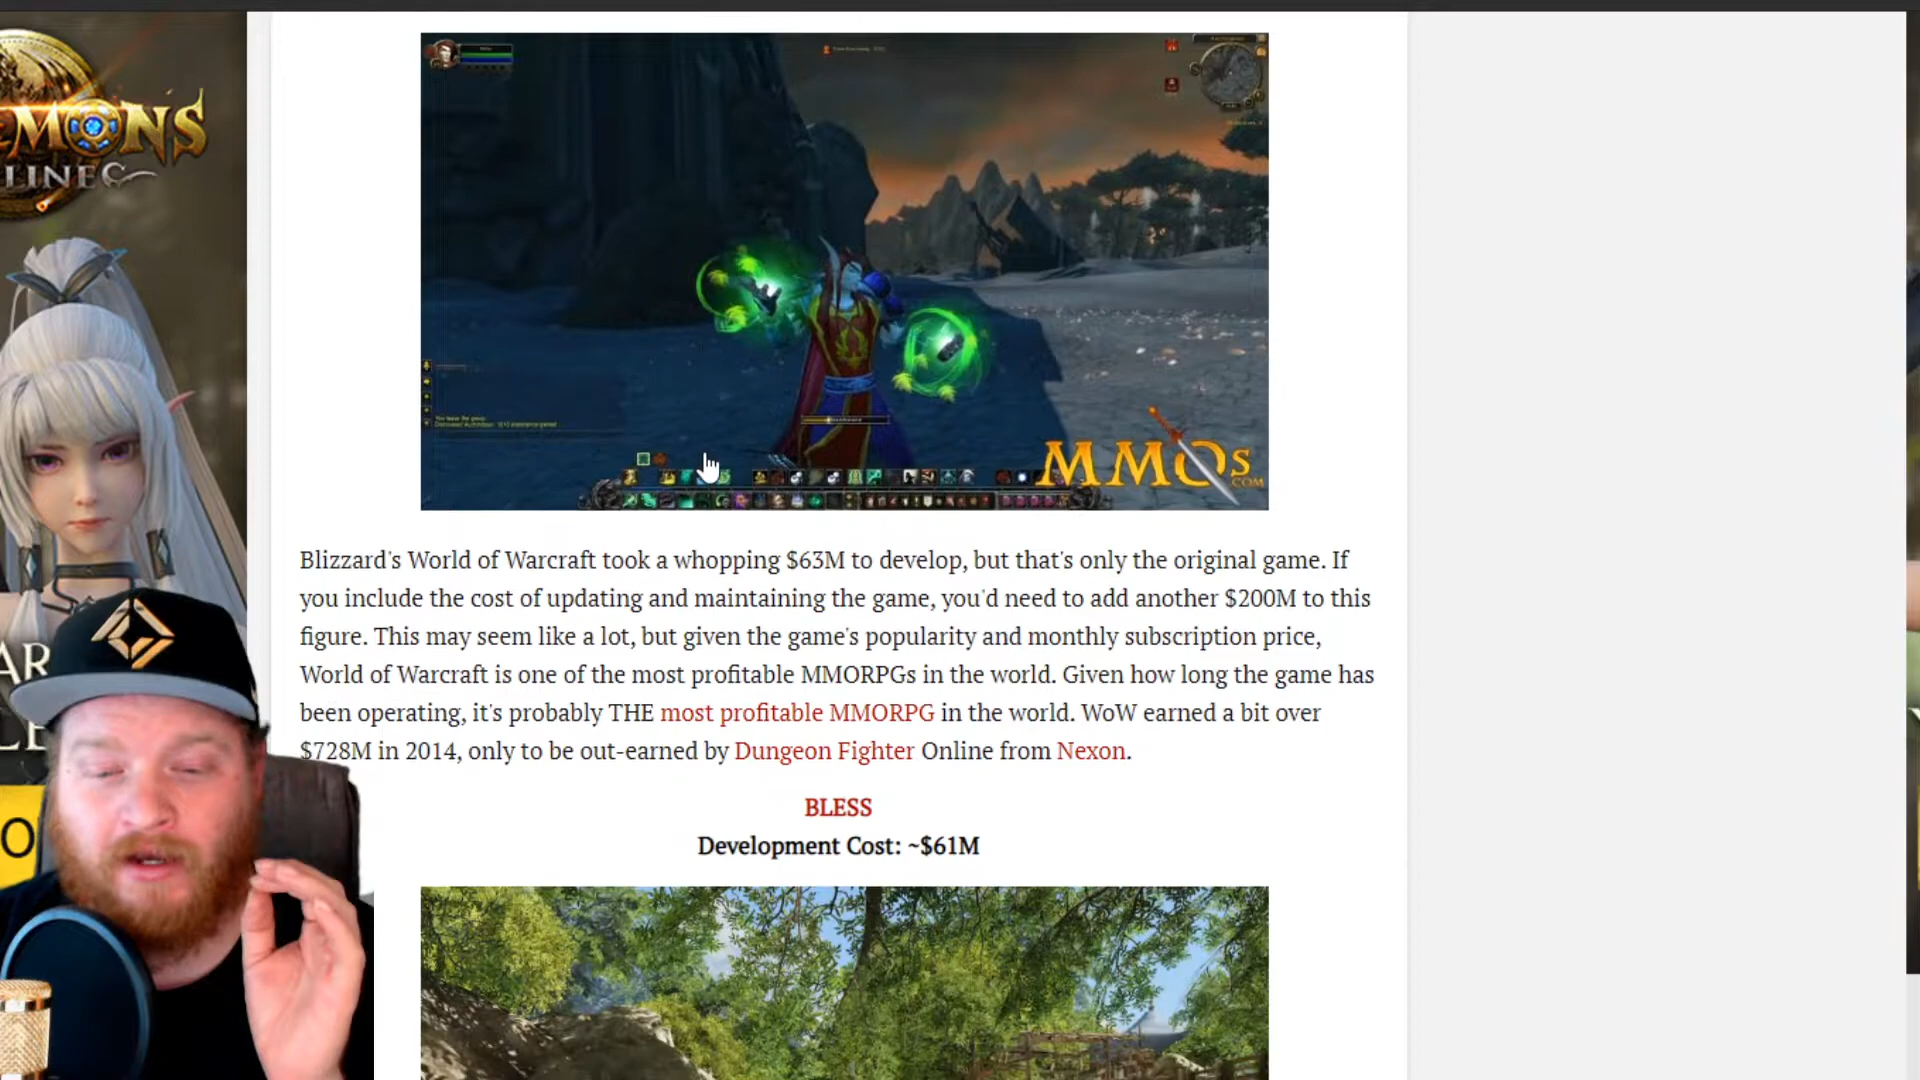 EMONS
LINE
MMOs
.COM
Blizzard's World of Warcraft took a whopping $63M to develop, but that's only the original game. If
you include the cost of updating and maintaining the game, you'd need to add another $200M to this
figure. This may seem like a lot, but given the game's popularity and monthly subscription price,
World of Warcraft is one of the most profitable MMORPGs in the world. Given how long the game has
been operating, it's probably THE most profitable MMORPG in the world. WoW earned a bit over
$728M in 2014, only to be out-earned by Dungeon Fighter Online from Nexon.
BLESS
Development Cost: ~$61M